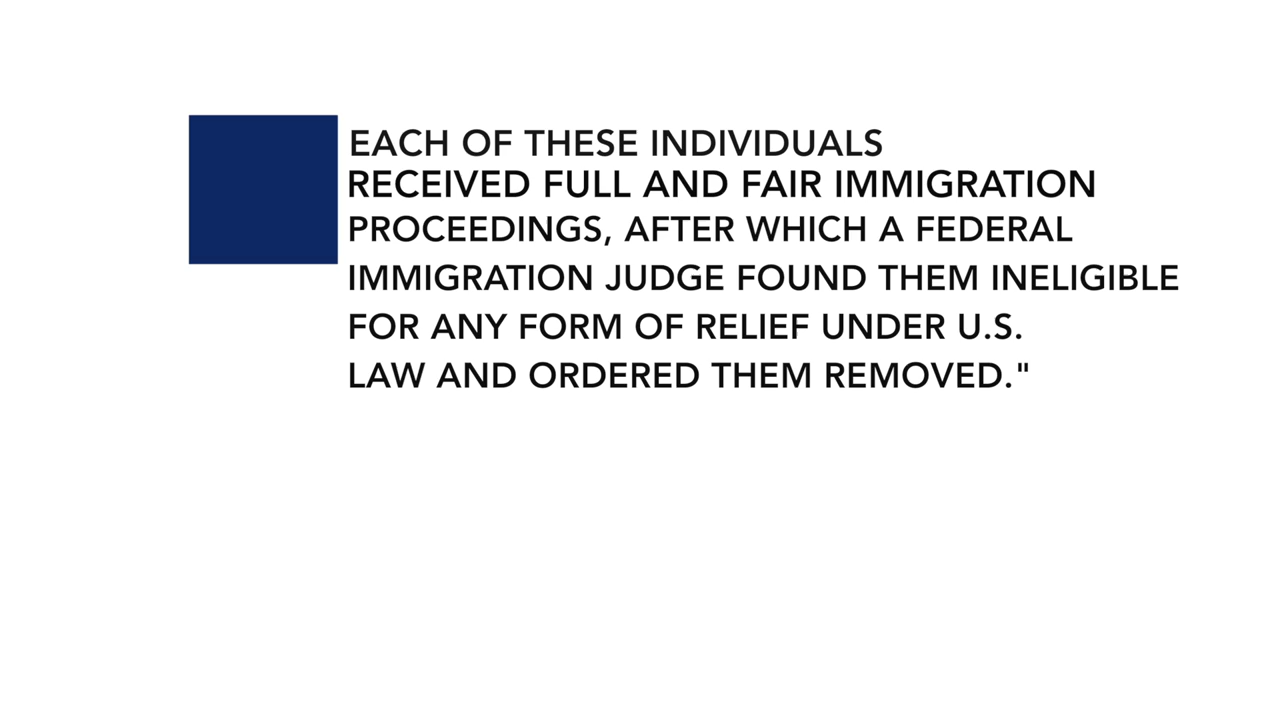 EACH OF THESE INDIVIDUALS
RECEIVED FULL AND FAIR IMMIGRATION
PROCEEDINGS, AFTER WHICH A FEDERAL
IMMIGRATION JUDGE FOUND THEM INELIGIBLE
FOR ANY FORM OF RELIEF UNDER U.S.
LAW AND ORDERED THEM REMOVED."